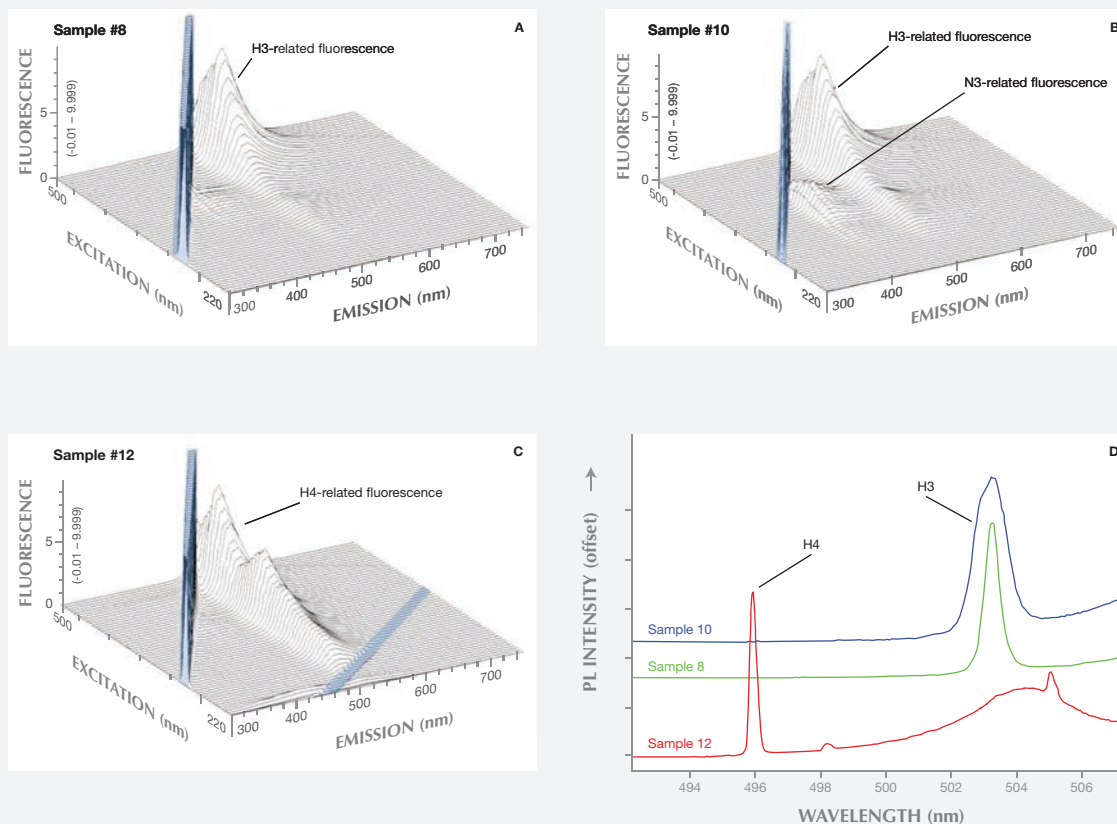 Sample #8
A
H3-related fluorescence
FLUORESCENCE
(-0.01 – 9.999)
5
0
500
EXCITATION (nm)
220
300
400
500
600
700
EMISSION (nm)
Sample #10
B
H3-related fluorescence
N3-related fluorescence
FLUORESCENCE
(-0.01 – 9.999)
5
0
500
EXCITATION (nm)
220
300
400
500
600
700
EMISSION (nm)
Sample #12
C
H4-related fluorescence
FLUORESCENCE
(-0.01 – 9.999)
5
0
500
EXCITATION (nm)
220
300
400
500
600
700
EMISSION (nm)
D
PL INTENSITY (offset)
H3
H4
Sample 10
Sample 8
Sample 12
494
496
498
500
502
504
506
WAVELENGTH (nm)